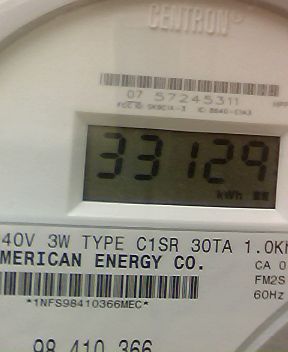 CENTRON®
07 57245311
33129
kWh
40V 3W TYPE C1SR 30TA 1.0K
MERICAN ENERGY CO.
CA 0
FM2S
60Hz
*1NFS98410366MEC*
98 410 366